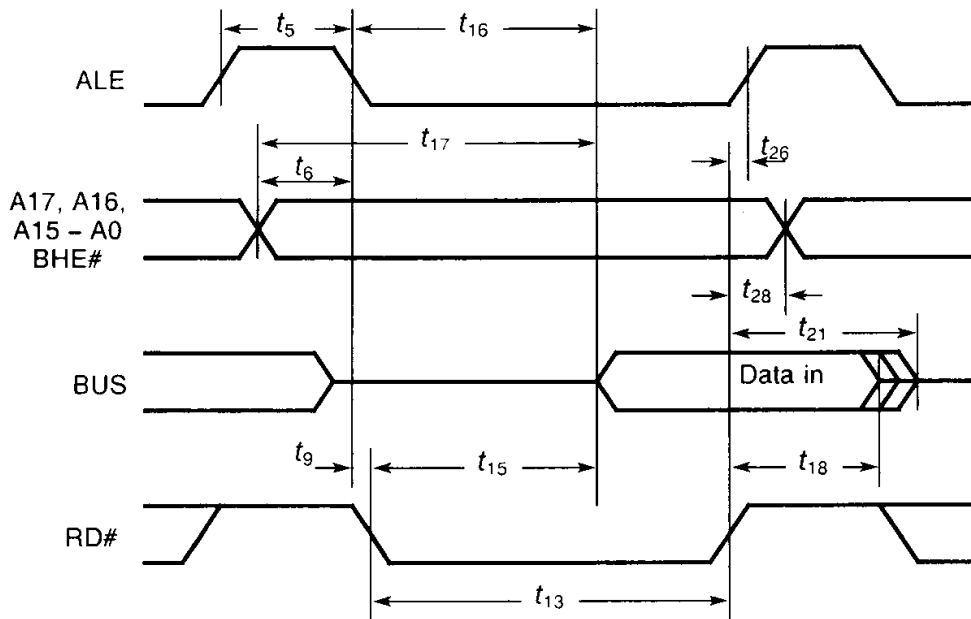 t5
t16
ALE
t17
t26
t6
A17, A16,
A15 – A0
BHE#
t28
t21
BUS
Data in
t9
t15
t18
RD#
t13